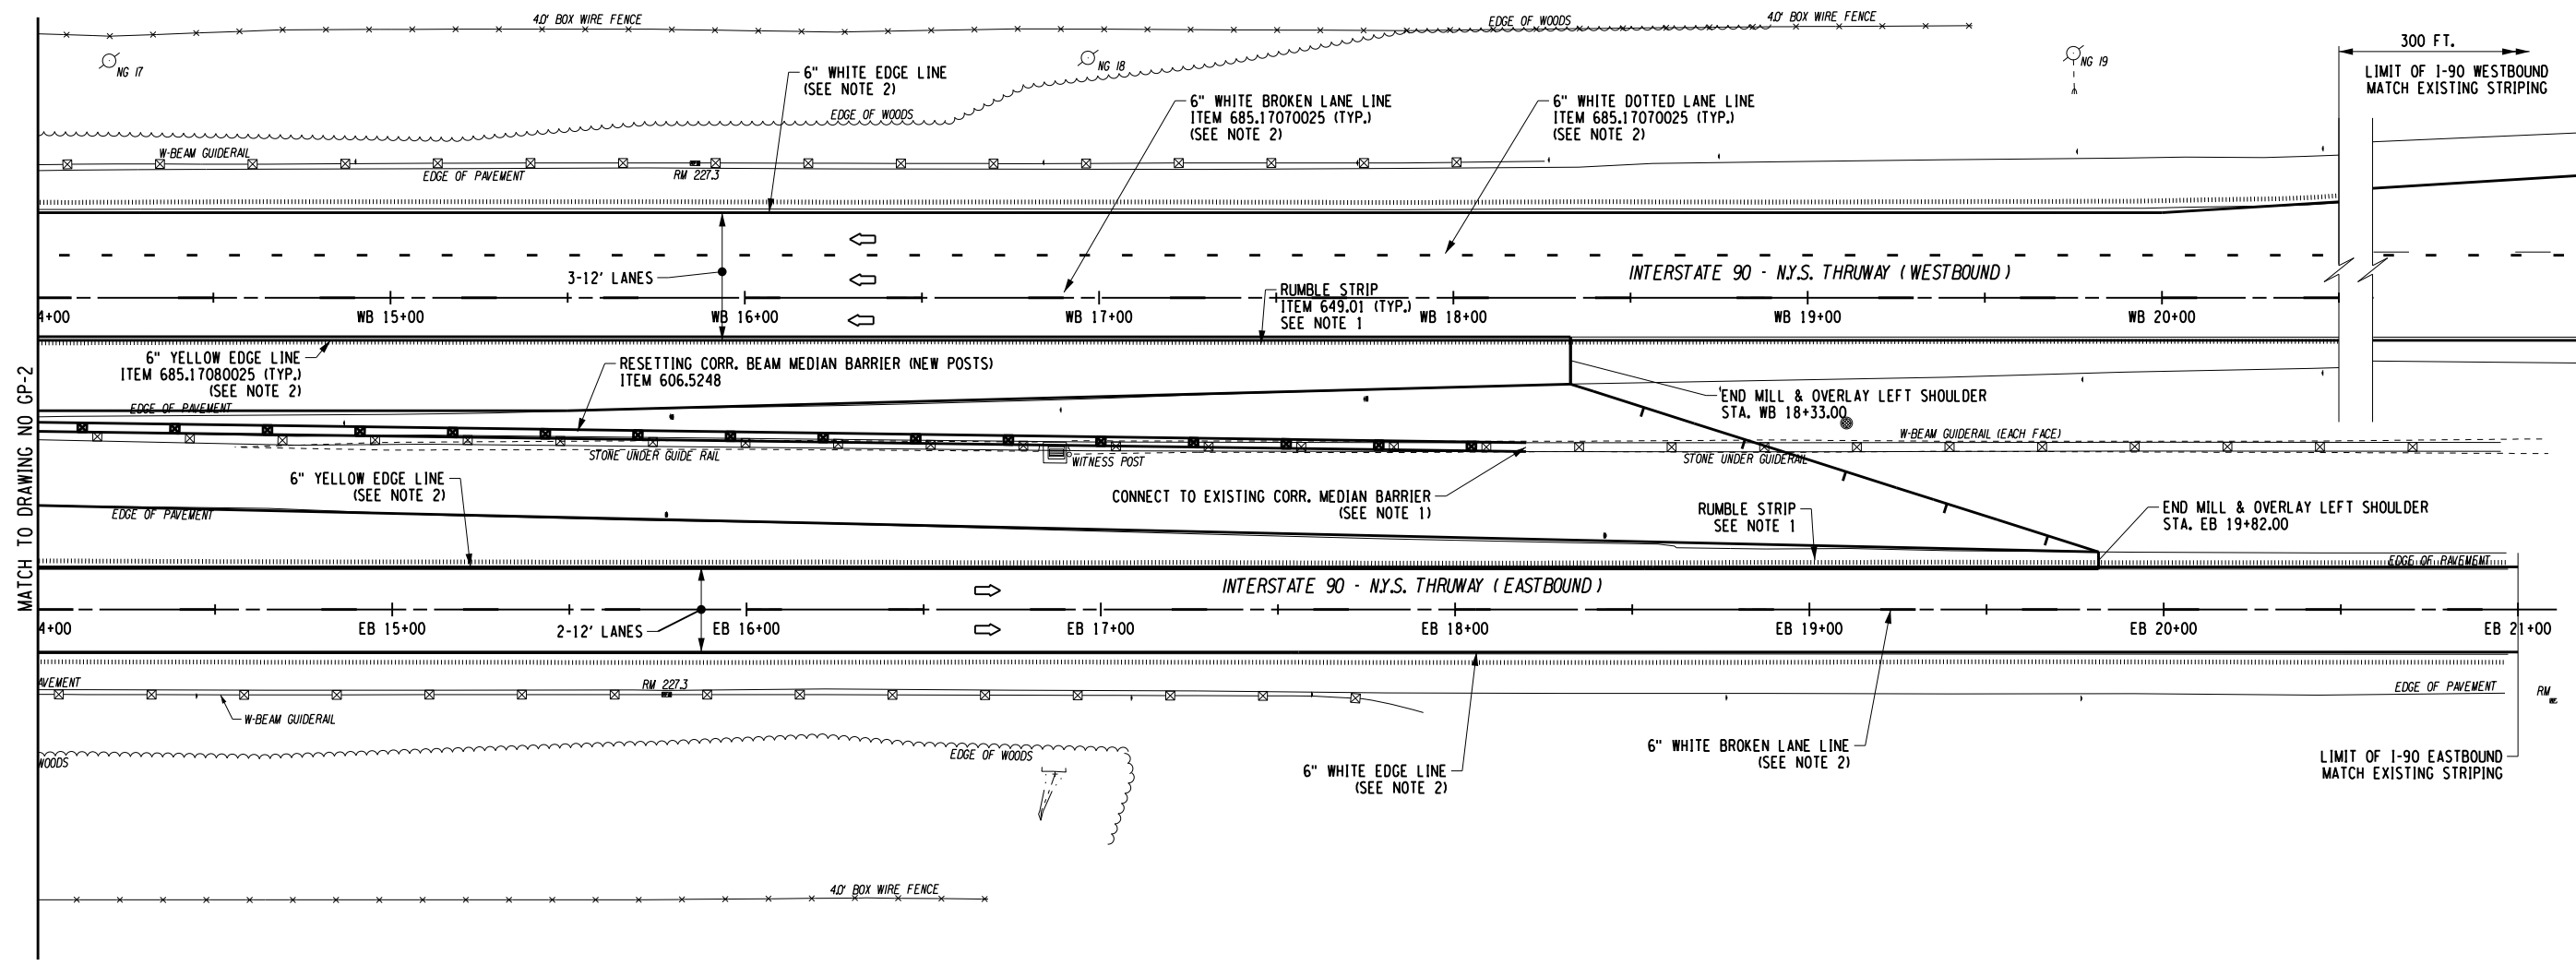 4.0' BOX WIRE FENCE
EDGE OF WOODS
4.0' BOX WIRE FENCE
300 FT.
LIMIT OF I-90 WESTBOUND
MATCH EXISTING STRIPING
NG 17
NG 18
NG 19
6" WHITE EDGE LINE
(SEE NOTE 2)
6" WHITE BROKEN LANE LINE
ITEM 685.17070025 (TYP.)
(SEE NOTE 2)
6" WHITE DOTTED LANE LINE
ITEM 685.17070025 (TYP.)
(SEE NOTE 2)
EDGE OF WOODS
W-BEAM GUIDERAIL
EDGE OF PAVEMENT
RM 227.3
3-12' LANES
INTERSTATE 90 - N.Y.S. THRUWAY (WESTBOUND)
RUMBLE STRIP
ITEM 649.01 (TYP.)
SEE NOTE 1
4+00
WB 15+00
WB 16+00
WB 17+00
WB 18+00
WB 19+00
WB 20+00
6" YELLOW EDGE LINE
ITEM 685.17080025 (TYP.)
(SEE NOTE 2)
RESETTING CORR. BEAM MEDIAN BARRIER (NEW POSTS)
ITEM 606.5248
END MILL & OVERLAY LEFT SHOULDER
STA. WB 18+33.00
EDGE OF PAVEMENT
W-BEAM GUIDERAIL (EACH FACE)
STONE UNDER GUIDE RAIL
WITNESS POST
STONE UNDER GUIDERAIL
6" YELLOW EDGE LINE
(SEE NOTE 2)
CONNECT TO EXISTING CORR. MEDIAN BARRIER
(SEE NOTE 1)
RUMBLE STRIP
SEE NOTE 1
END MILL & OVERLAY LEFT SHOULDER
STA. EB 19+82.00
EDGE OF PAVEMENT
EDGE OF PAVEMENT
MATCH TO DRAWING NO GP-2
INTERSTATE 90 - N.Y.S. THRUWAY (EASTBOUND)
4+00
EB 15+00
2-12' LANES
EB 16+00
EB 17+00
EB 18+00
EB 19+00
EB 20+00
EB 21+00
AVEMENT
RM 227.3
EDGE OF PAVEMENT
RM
W-BEAM GUIDERAIL
WOODS
EDGE OF WOODS
6" WHITE EDGE LINE
(SEE NOTE 2)
6" WHITE BROKEN LANE LINE
(SEE NOTE 2)
LIMIT OF I-90 EASTBOUND
MATCH EXISTING STRIPING
4.0' BOX WIRE FENCE